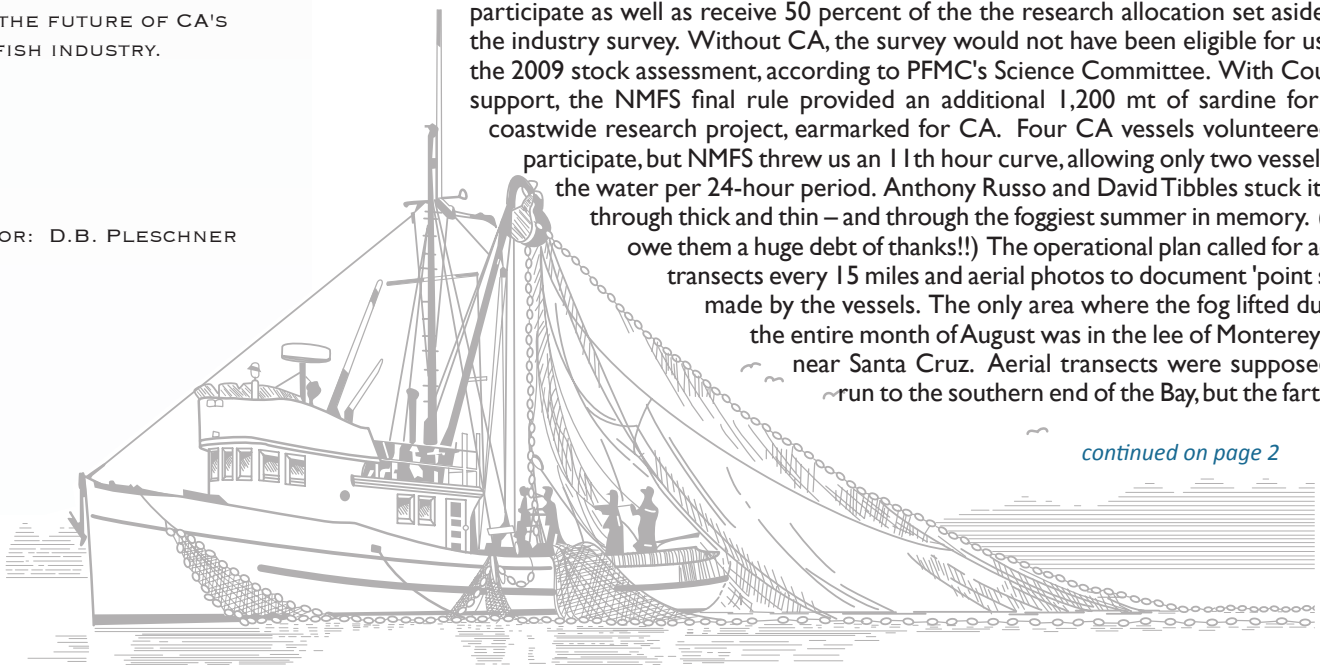 THE FUTURE OF CA'S
FISH INDUSTRY.
OR: D.B. PLESCHNER
participate as well as receive 50 percent of the the research allocation set aside
the industry survey. Without CA, the survey would not have been eligible for us
the 2009 stock assessment, according to PFMC's Science Committee. With Cou
support, the NMFS final rule provided an additional 1,200 mt of sardine for
coastwide research project, earmarked for CA. Four CA vessels volunteere
participate, but NMFS threw us an 11th hour curve, allowing only two vessel
the water per 24-hour period. Anthony Russo and David Tibbles stuck it
through thick and thin – and through the foggiest summer in memory. (
owe them a huge debt of thanks!!) The operational plan called for a
transects every 15 miles and aerial photos to document 'point s
made by the vessels. The only area where the fog lifted du
the entire month of August was in the lee of Monterey
near Santa Cruz. Aerial transects were suppose
run to the southern end of the Bay, but the fart
continued on page 2